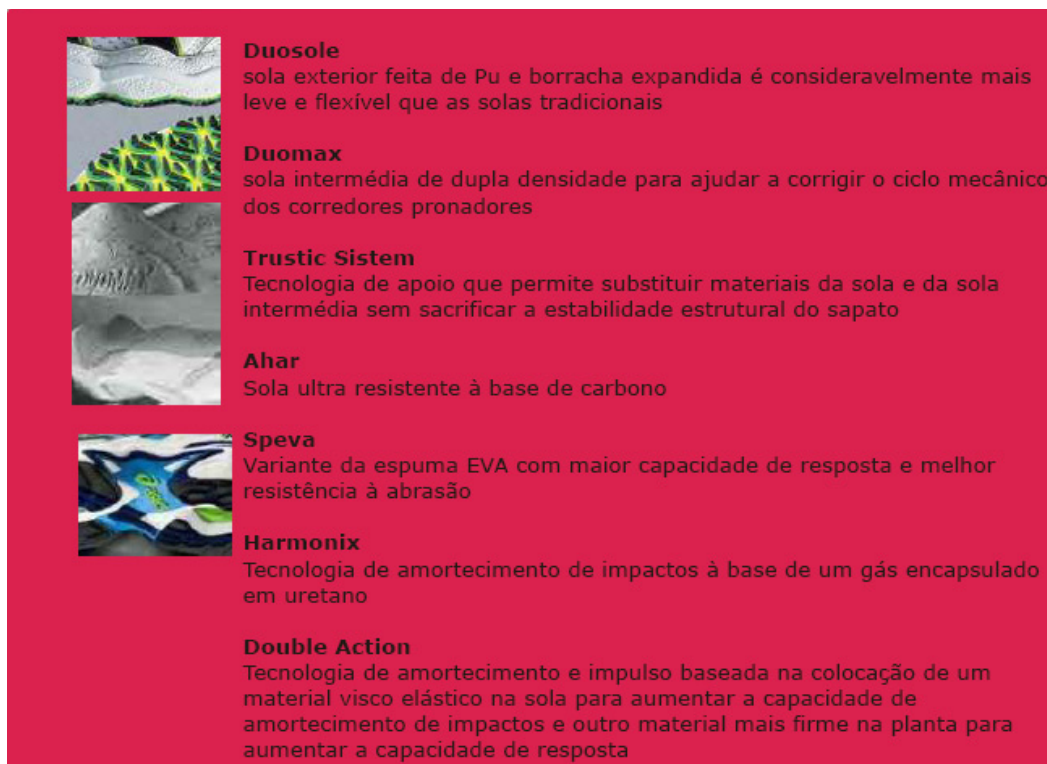 Duosole
sola exterior feita de Pu e borracha expandida é consideravelmente mais
leve e flexível que as solas tradicionais
Duomax
sola intermédia de dupla densidade para ajudar a corrigir o ciclo mecânico
dos corredores pronadores
Trustic Sistem
Tecnologia de apoio que permite substituir materiais da sola e da sola
intermédia sem sacrificar a estabilidade estrutural do sapato
Ahar
Sola ultra resistente à base de carbono
Speva
Variante da espuma EVA com maior capacidade de resposta e melhor
resistência à abrasão
Harmonix
Tecnologia de amortecimento de impactos à base de um gás encapsulado
em uretano
Double Action
Tecnologia de amortecimento e impulso baseada na colocação de um
material visco elástico na sola para aumentar a capacidade de
amortecimento de impactos e outro material mais firme na planta para
aumentar a capacidade de resposta